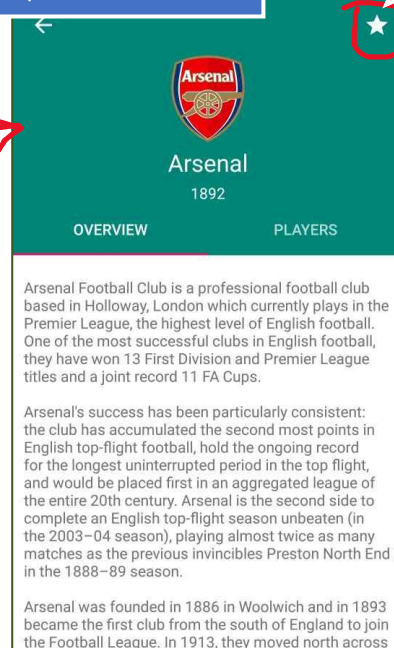 Arsenal
Arsenal
1892
OVERVIEW
PLAYERS
Arsenal Football Club is a professional football club
based in Holloway, London which currently plays in the
Premier League, the highest level of English football.
One of the most successful clubs in English football,
they have won 13 First Division and Premier League
titles and a joint record 11 FA Cups.
Arsenal's success has been particularly consistent:
the club has accumulated the second most points in
English top-flight football, hold the ongoing record
for the longest uninterrupted period in the top flight,
and would be placed first in an aggregated league of
the entire 20th century. Arsenal is the second side to
complete an English top-flight season unbeaten (in
the 2003–04 season), playing almost twice as many
matches as the previous invincibles Preston North End
in the 1888–89 season.
Arsenal was founded in 1886 in Woolwich and in 1893
became the first club from the south of England to join
the Football League. In 1913, they moved north across